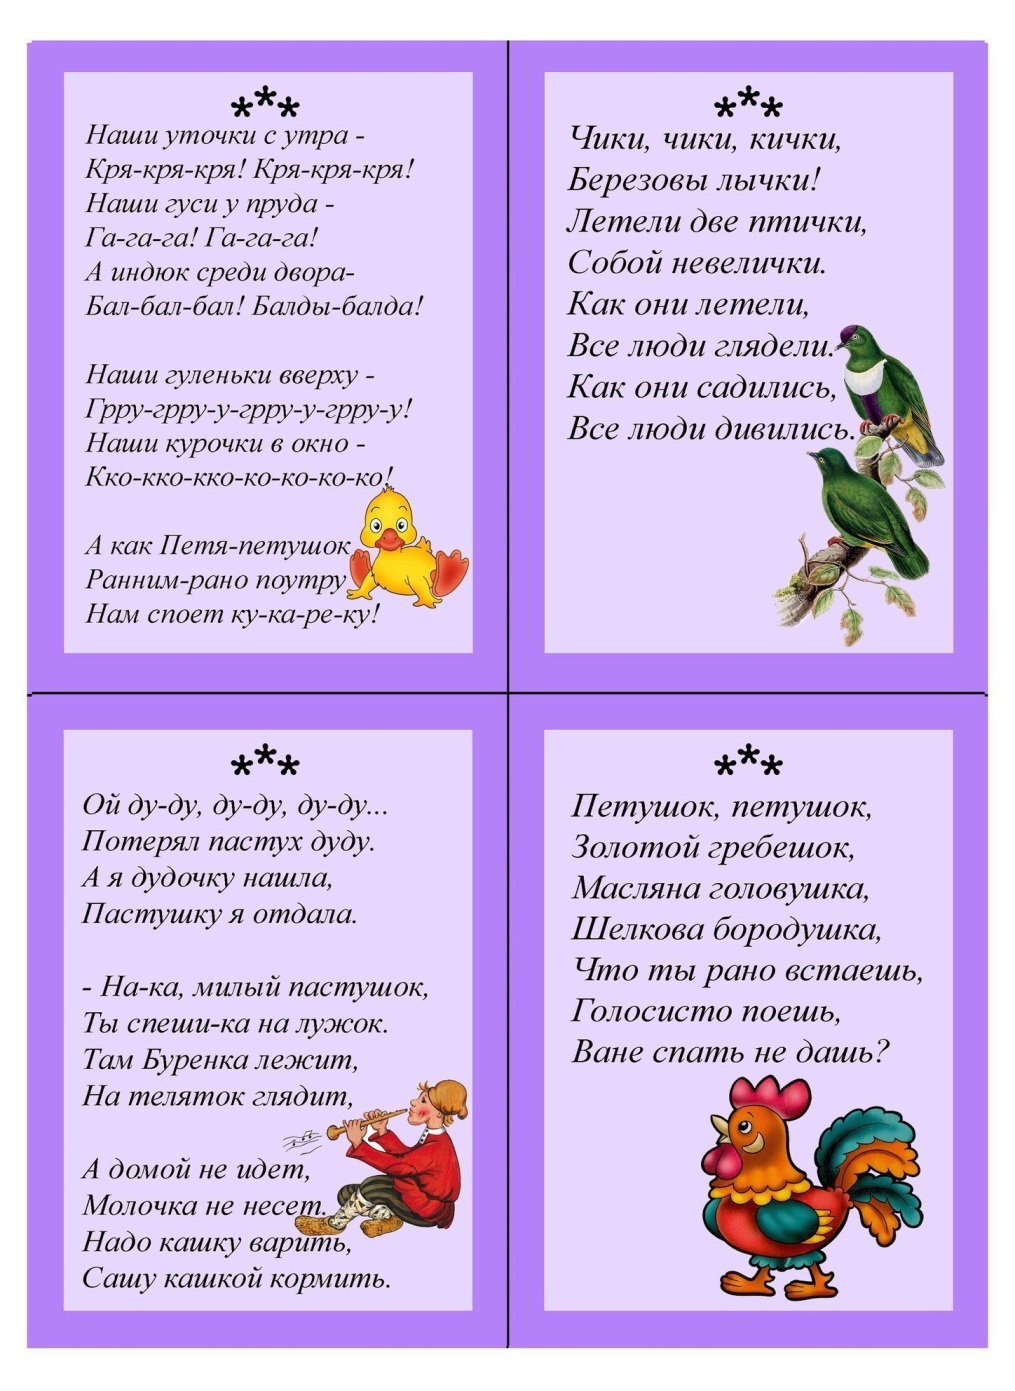 ***
Наши уточки с утра -
Кря-кря-кря! Кря-кря-кря!
Наши гуси у пруда -
Га-га-га! Га-га-га!
А индюк среди двора-
Бал-бал-бал! Балды-балда!
Наши гуленьки вверху -
Грру-грру-у-грру-у-грру-у!
Наши курочки в окно -
Кко-кко-кко-ко-ко-ко-ко!
А как Петя-петушок
Ранним-рано поутру
Нам споет ку-ка-ре-ку!
***
Чики, чики, кички,
Березовы лычки!
Летели две птички,
Собой невелички.
Как они летели,
Все люди глядели.
Как они садились,
Все люди дивились.
***
Ой ду-ду, ду-ду, ду-ду...
Потерял пастух дуду.
А я дудочку нашла,
Пастушку я отдала.
- На-ка, милый пастушок,
Ты спеши-ка на лужок.
Там Буренка лежит,
На теляток глядит,
А домой не идет,
Молочка не несет.
Надо кашку варить,
Сашу кашкой кормить.
***
Петушок, петушок,
Золотой гребешок,
Масляна головушка,
Шелкова бородушка,
Что ты рано встаешь,
Голосисто поешь,
Ване спать не дашь?